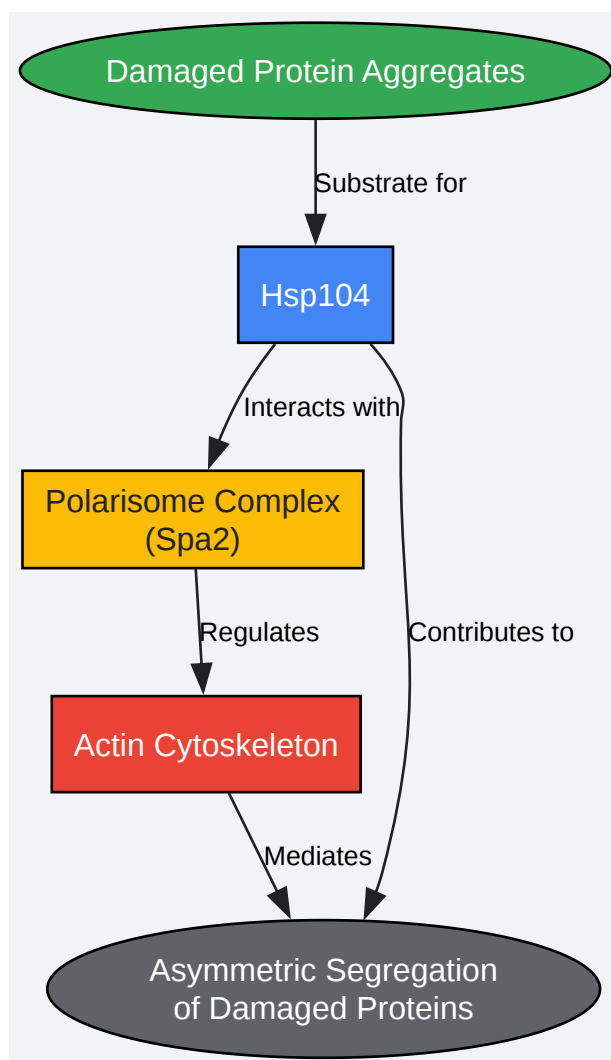 Damaged Protein Aggregates
Substrate for
Hsp104
Interacts with
Polarisome Complex
(Spa2)
Regulates
Contributes to
Actin Cytoskeleton
Mediates
Asymmetric Segregation
of Damaged Proteins